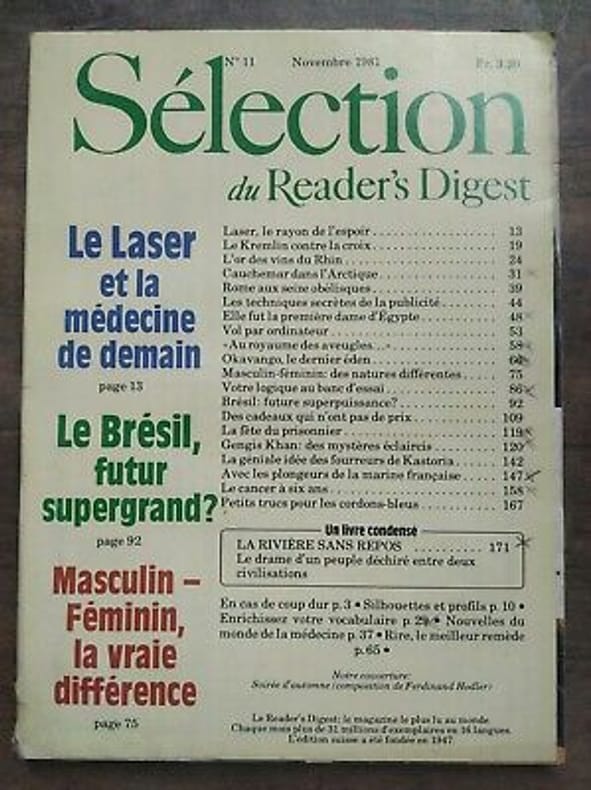 Nº 11 Novembre 1981 Fr. 3.20
Sélection
du Reader's Digest
Le Laser
et la
médecine
de demain
page 13
Le Brésil,
futur
supergrand?
page 92
Masculin –
Féminin,
la vraie
différence
page 75
Laser, le rayon de l'espoir 13
Le Kremlin contre la croix 19
L'or des vins du Rhin 24
Cauchemar dans l'Arctique 31
Rome aux seize obélisques 39
Les techniques secrètes de la publicité 44
Elle fut la première dame d'Égypte 48
Vol par ordinateur 53
«Au royaume des aveugles...» 58
Okavango, le dernier éden
Masculin-féminin: des natures différentes 75
Votre logique au banc d'essai 86
Brésil: future superpuissance? 92
Des cadeaux qui n'ont pas de prix 109
La fête du prisonnier 119
Gengis Khan: des mystères éclaircis 120
La géniale idée des fourreurs de Kastoria 142
Avec les plongeurs de la marine française 147
Le cancer à six ans 158
Petits trucs pour les cordons-bleus 167
Un livre condensé
LA RIVIÈRE SANS REPOS 171
Le drame d'un peuple déchiré entre deux
civilisations
En cas de coup dur p. 3 • Silhouettes et profils p. 10 •
Enrichissez votre vocabulaire p. • Nouvelles du
monde de la médecine p. 37 • Rire, le meilleur remède
p. 65 •
Notre couverture:
Soirée d'automne (composition de Ferdinand Hodler)
Le Reader's Digest: le magazine le plus lu au monde
Chaque mois plus de 31 millions d'exemplaires en 16 langues.
L'édition suisse a été fondée en 1947